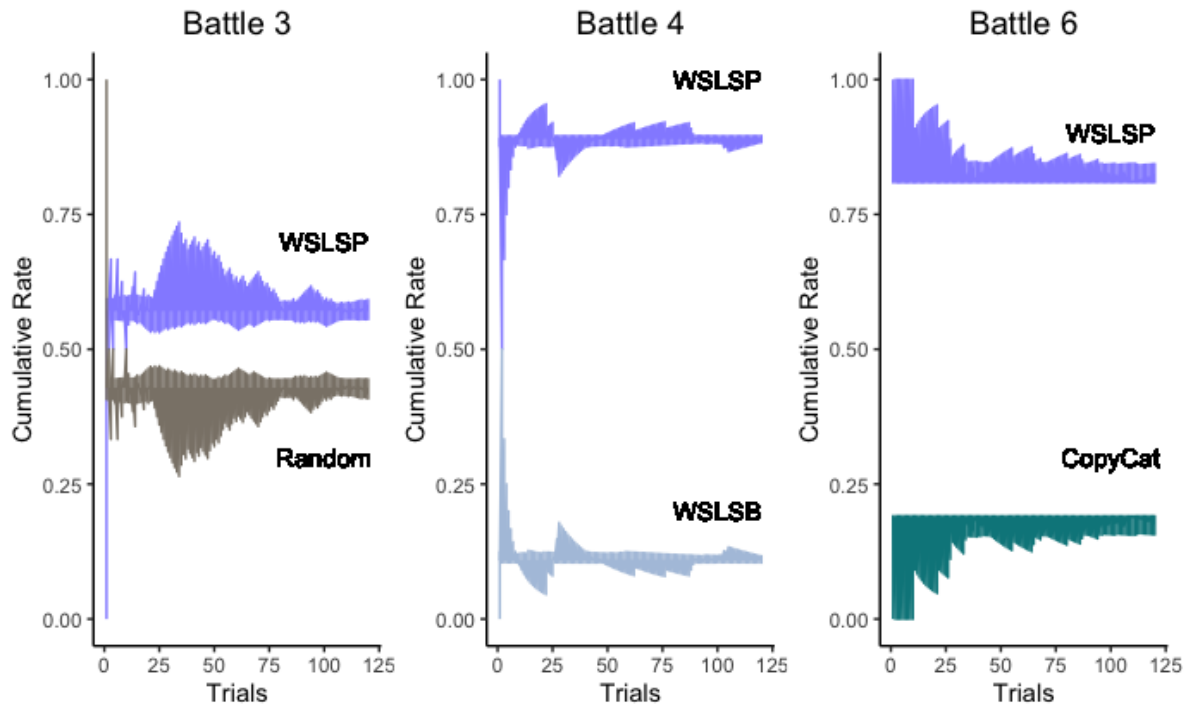 Battle 3
Cumulative Rate
1.00
0.75
0.50
0.25
0.00
WSLSP
Random
0 25 50 75 100 125
Trials
Battle 4
Cumulative Rate
1.00
0.75
0.50
0.25
0.00
WSLSP
WSLSB
0 25 50 75 100 125
Trials
Battle 6
Cumulative Rate
1.00
0.75
0.50
0.25
0.00
WSLSP
CopyCat
0 25 50 75 100 125
Trials